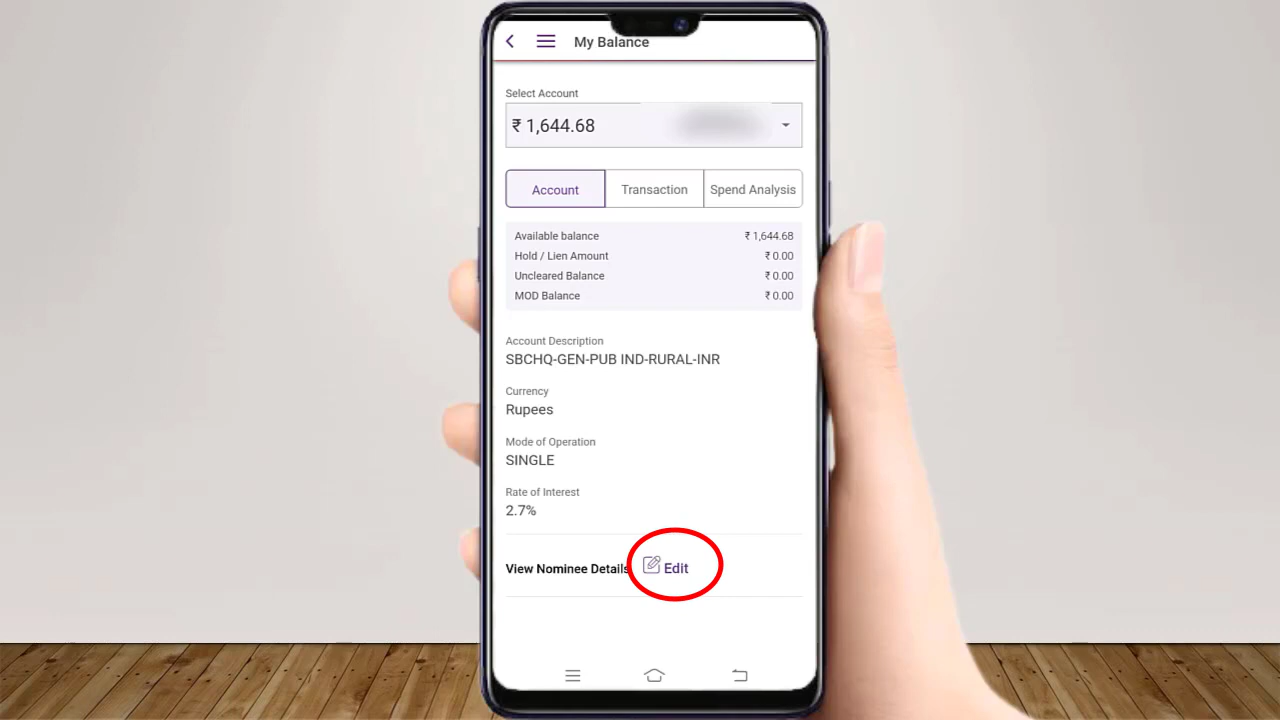 My Balance
Select Account
₹ 1,644.68
Account Transaction Spend Analysis
Available balance ₹ 1,644.68
Hold / Lien Amount ₹ 0.00
Uncleared Balance ₹ 0.00
MOD Balance ₹ 0.00
Account Description
SBCHQ-GEN-PUB IND-RURAL-INR
Currency
Rupees
Mode of Operation
SINGLE
Rate of Interest
2.7%
View Nominee Details Edit